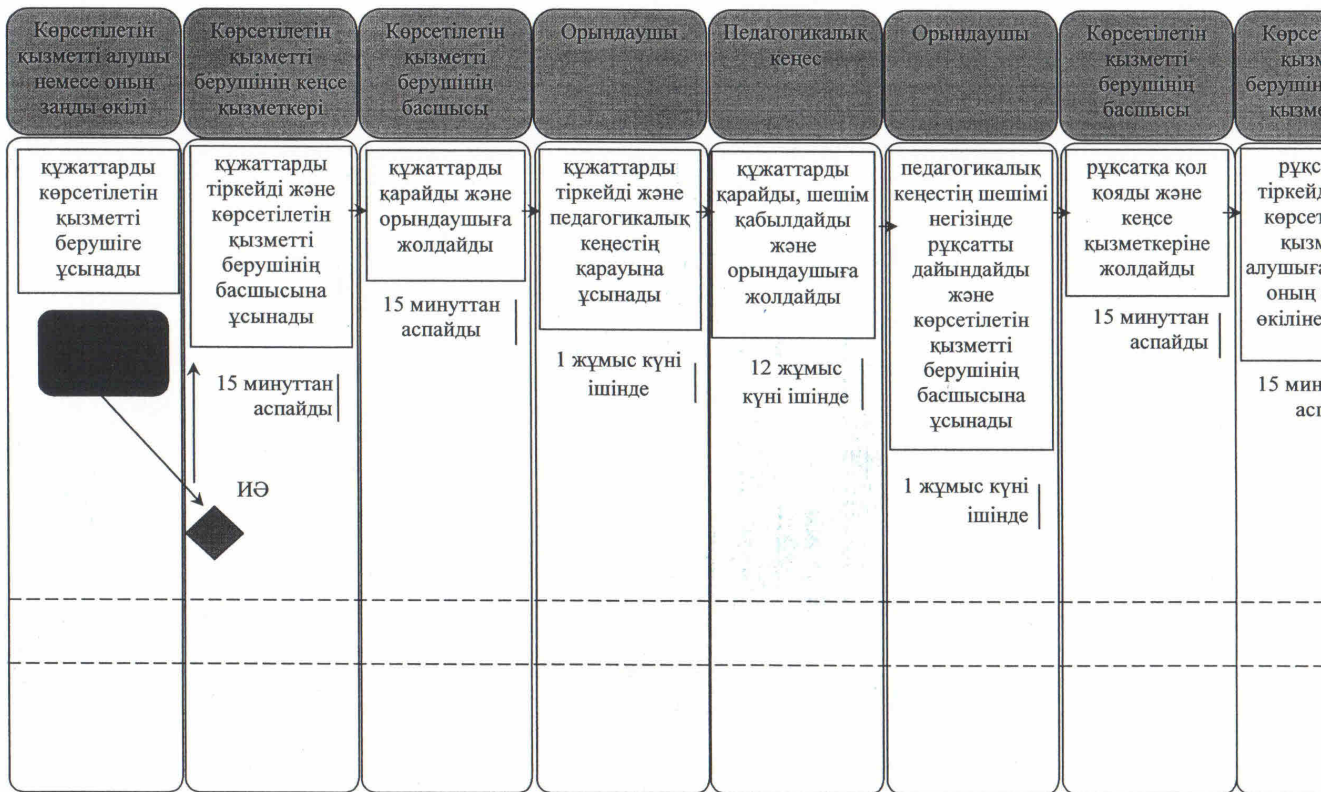 Көрсетілетін
қызметті алушы
немесе оның
заңды өкілі
Көрсетілетін
қызметті
берушінің кеңсе
қызметкері
Көрсетілетін
қызметті
берушінің
басшысы
Орындаушы
Педагогикалық
кеңес
Орындаушы
Көрсетілетін
қызметті
берушінің
басшысы
құжаттарды
көрсетілетін
қызметті
берушіге
ұсынады
құжаттарды
тіркейді және
көрсетілетін
қызметті
берушінің
басшысына
ұсынады
15 минуттан
аспайды
ИӘ
құжаттарды
қарайды және
орындаушыға
жолдайды
15 минуттан
аспайды
құжаттарды
тіркейді және
педагогикалық
кеңестің
қарауына
ұсынады
1 жұмыс күні
ішінде
құжаттарды
қарайды, шешім
қабылдайды
және
орындаушыға
жолдайды
12 жұмыс
күні ішінде
педагогикалық
кеңестің шешімі
негізінде
рұқсатты
дайындайды
және
көрсетілетін
қызметті
берушінің
басшысына
ұсынады
1 жұмыс күні
ішінде
рұқсатқа қол
қояды және
кеңсе
қызметкеріне
жолдайды
15 минуттан
аспайды
оның
15